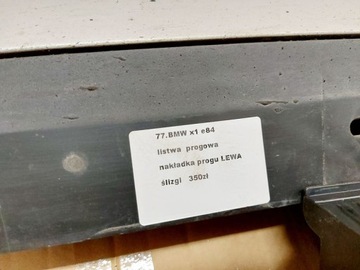 77.BMW x1 e84
listwa progowa
nakładka progu LEWA
ślizgi 350zł